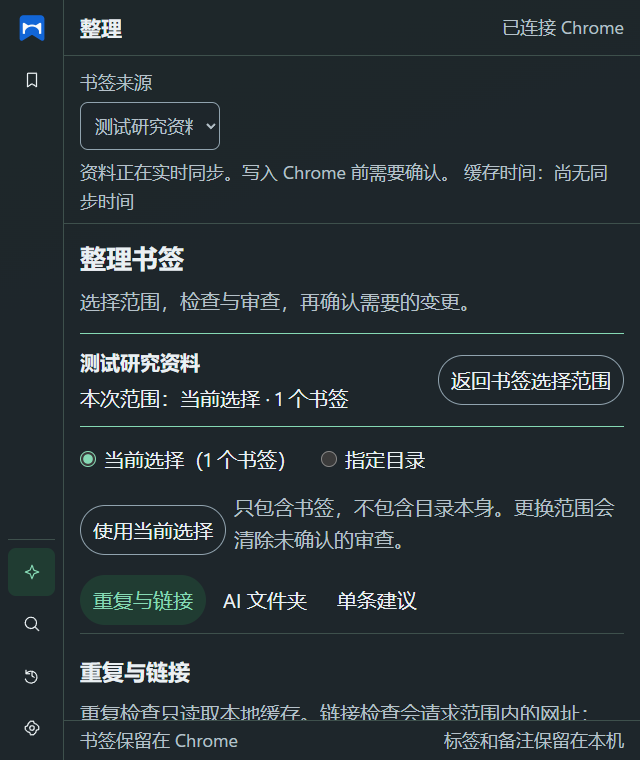 整理
已连接 Chrome
书签来源
测试研究资料
资料正在实时同步。写入 Chrome 前需要确认。 缓存时间：尚无同
步时间
整理书签
选择范围，检查与审查，再确认需要的变更。
测试研究资料
本次范围：当前选择 · 1 个书签
返回书签选择范围
当前选择（1 个书签）
指定目录
使用当前选择
只包含书签，不包含目录本身。更换范围会
清除未确认的审查。
重复与链接
AI 文件夹
单条建议
重复与链接
重复检查只读取本地缓存。链接检查会请求范围内的网址；
书签保留在 Chrome
标签和备注保留在本机